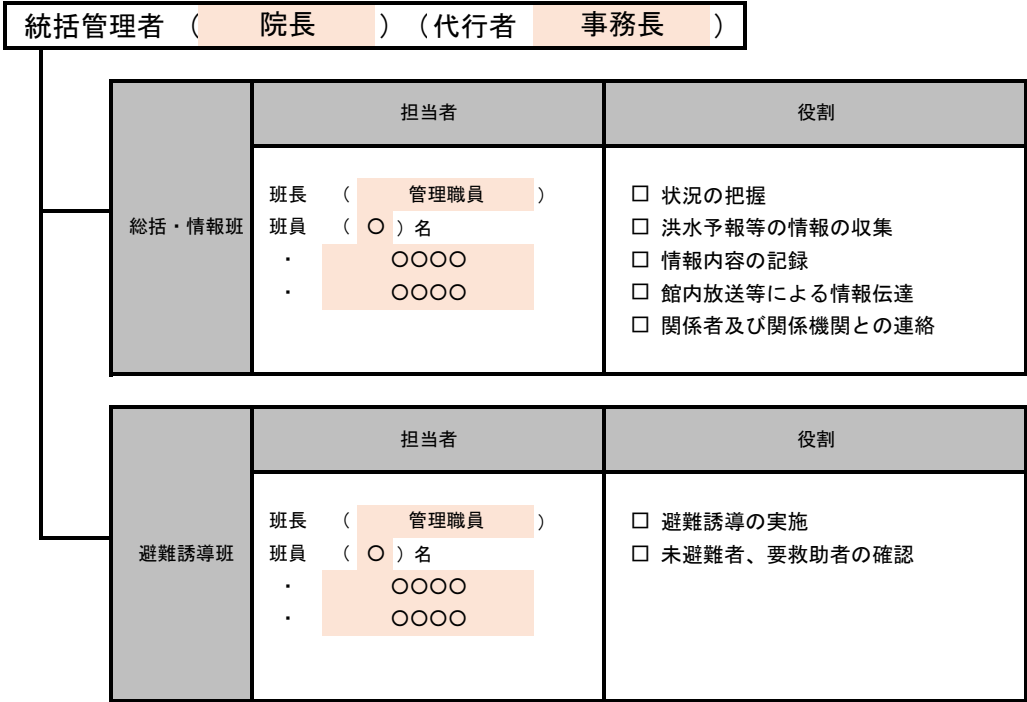 統括管理者 （ 院長 ）（代行者 事務長 ）
担当者 役割
総括・情報班
班長 （ 管理職員 ）
班員 （ 〇 ）名
・ 〇〇〇〇
・ 〇〇〇〇
□ 状況の把握
□ 洪水予報等の情報の収集
□ 情報内容の記録
□ 館内放送等による情報伝達
□ 関係者及び関係機関との連絡
担当者 役割
避難誘導班
班長 （ 管理職員 ）
班員 （ 〇 ）名
・ 〇〇〇〇
・ 〇〇〇〇
□ 避難誘導の実施
□ 未避難者、要救助者の確認